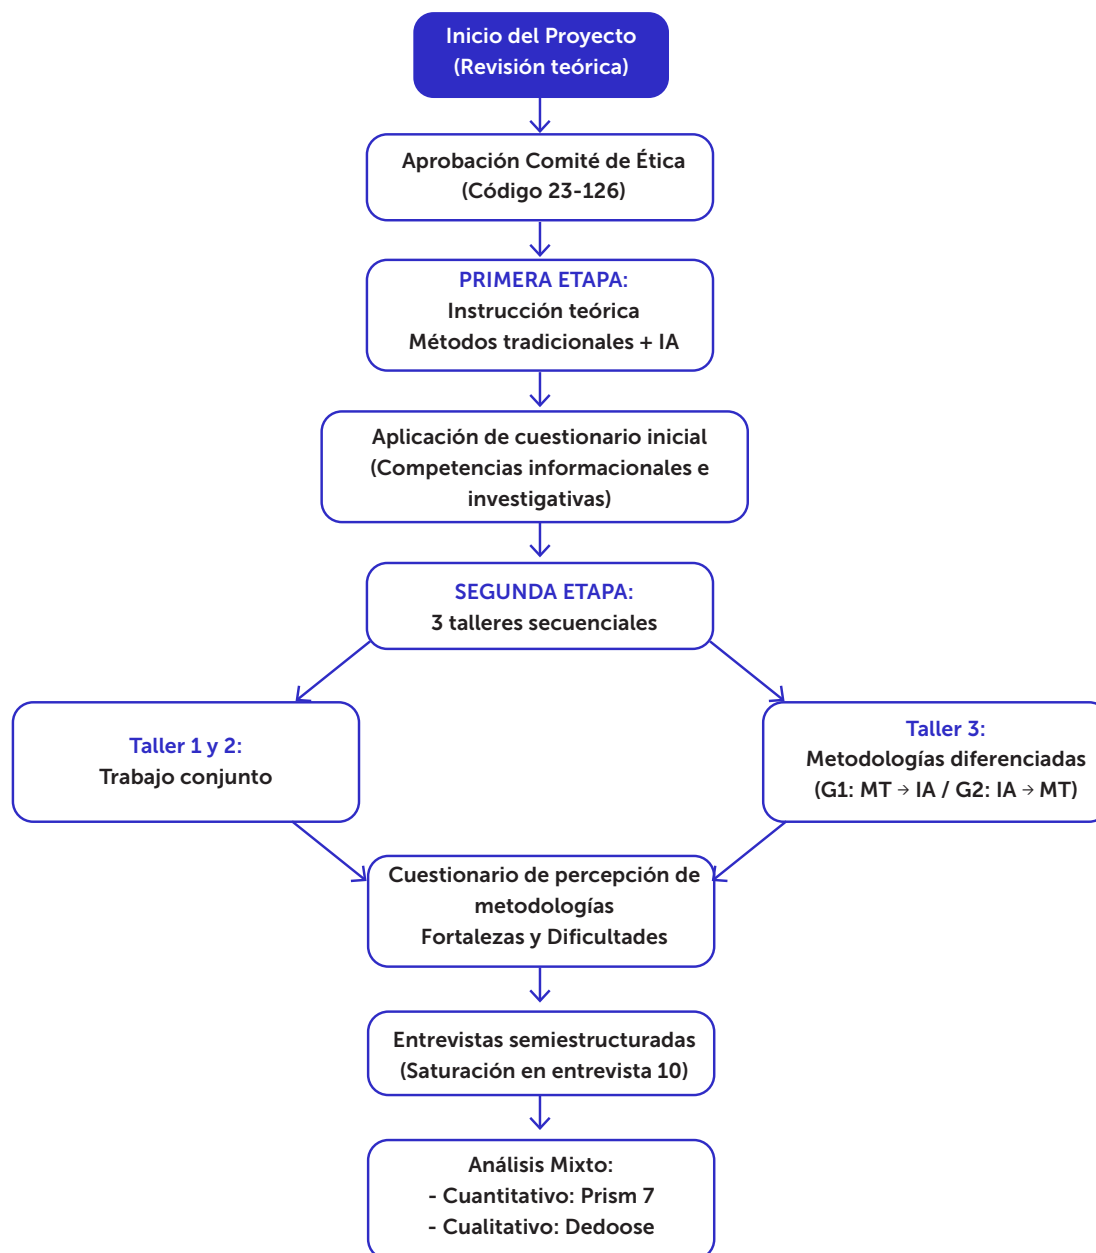 Inicio del Proyecto
(Revisión teórica)
Aprobación Comité de Ética
(Código 23-126)
PRIMERA ETAPA:
Instrucción teórica
Métodos tradicionales + IA
Aplicación de cuestionario inicial
(Competencias informacionales e
investigativas)
SEGUNDA ETAPA:
3 talleres secuenciales
Taller 1 y 2:
Trabajo conjunto
Taller 3:
Metodologías diferenciadas
(G1: MT → IA / G2: IA → MT)
Cuestionario de percepción de
metodologías
Fortalezas y Dificultades
Entrevistas semiestructuradas
(Saturación en entrevista 10)
Análisis Mixto:
- Cuantitativo: Prism 7
- Cualitativo: Dedoose